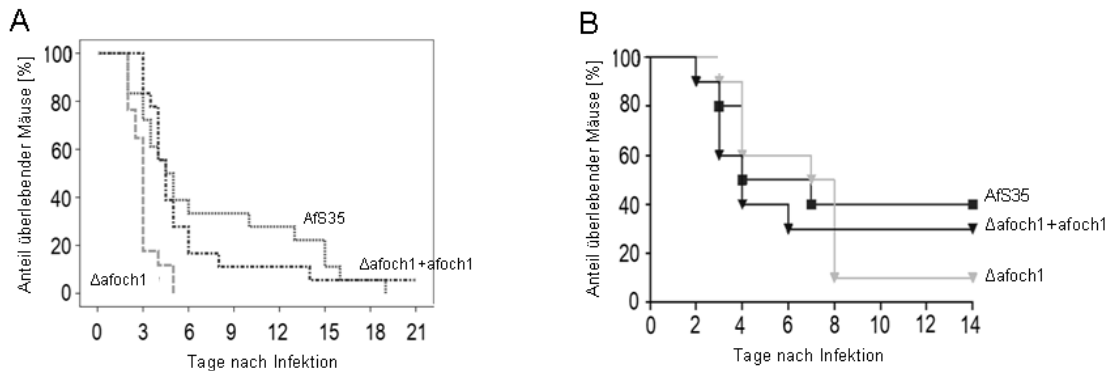 A
Anteil überlebender Mäuse [%]
100
80
60
40
20
0
AfS35
Δafoch1+afoch1
Δafoch1
0 3 6 9 12 15 18 21
Tage nach Infektion
B
Anteil überlebender Mäuse [%]
100
80
60
40
20
0
AfS35
Δafoch1+afoch1
Δafoch1
0 2 4 6 8 10 12 14
Tage nach Infektion